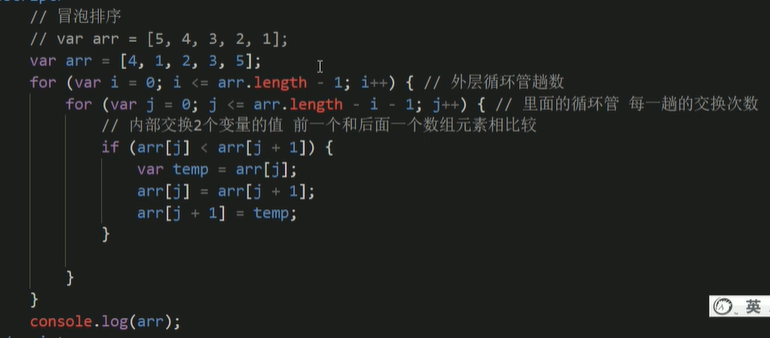 // 冒泡排序
// var arr = [5, 4, 3, 2, 1];
var arr = [4, 1, 2, 3, 5];
for (var i = 0; i <= arr.length - 1; i++) { // 外层循环管趟数
for (var j = 0; j <= arr.length - i - 1; j++) { // 里面的循环管 每一趟的交换次数
// 内部交换2个变量的值 前一个和后面一个数组元素相比较
if (arr[j] < arr[j + 1]) {
var temp = arr[j];
arr[j] = arr[j + 1];
arr[j + 1] = temp;
}
}
}
console.log(arr);
英